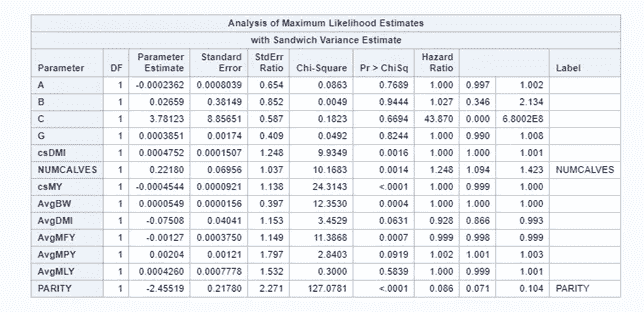 Analysis of Maximum Likelihood Estimates
with Sandwich Variance Estimate
Parameter DF Parameter Estimate Standard Error StdErr Ratio Chi-Square Pr > ChiSq Hazard Ratio Label
A 1 -0.0002362 0.0008039 0.654 0.0863 0.7689 1.000 0.997 1.002
B 1 0.02659 0.38149 0.852 0.0049 0.9444 1.027 0.346 2.134
C 1 3.78123 8.85651 0.587 0.1823 0.6694 43.870 0.000 6.8002E8
G 1 0.0003851 0.00174 0.409 0.0492 0.8244 1.000 0.990 1.008
csDMI 1 0.0004752 0.0001507 1.248 9.9349 0.0016 1.000 1.000 1.001
NUMCALVES 1 0.22180 0.06956 1.037 10.1683 0.0014 1.248 1.094 1.423 NUMCALVES
csMY 1 -0.0004544 0.0000921 1.138 24.3143 <.0001 1.000 0.999 1.000
AvgBW 1 0.0000549 0.0000156 0.397 12.3530 0.0004 1.000 1.000 1.000
AvgDMI 1 -0.07508 0.04041 1.153 3.4529 0.0631 0.928 0.866 0.993
AvgMFY 1 -0.00127 0.0003750 1.149 11.3868 0.0007 0.999 0.998 0.999
AvgMPY 1 0.00204 0.00121 1.797 2.8403 0.0919 1.002 1.001 1.003
AvgMLY 1 0.0004260 0.0007778 1.532 0.3000 0.5839 1.000 0.999 1.001
PARITY 1 -2.45519 0.21780 2.271 127.0781 <.0001 0.086 0.071 0.104 PARITY